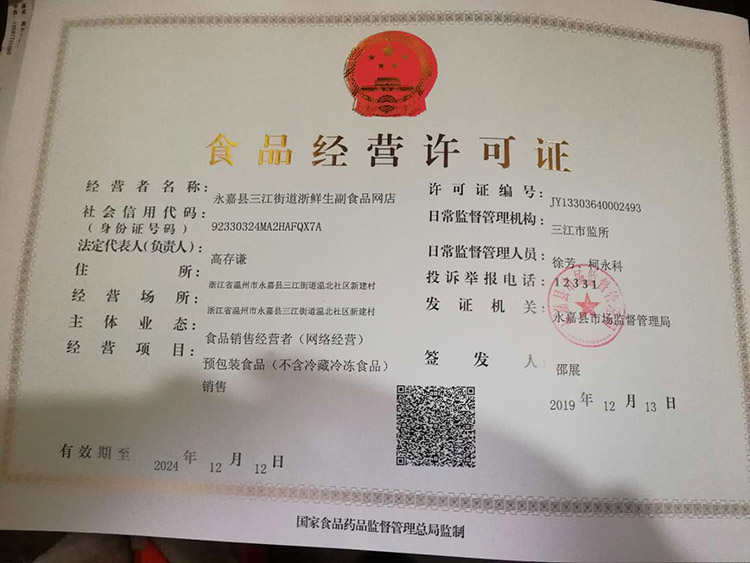 食品经营许可证
经营者名称：永嘉县三江街道浙鲜生副食品网店
社会信用代码：92330324MA2HAFQX7A
（身份证号码）
法定代表人(负责人)：高存谦
住所：浙江省温州市永嘉县三江街道温北社区新建村
经营场所：浙江省温州市永嘉县三江街道温北社区新建村
主体业态：食品销售经营者（网络经营）
经营项目：预包装食品（不含冷藏冷冻食品）
销售
许可证编号：JY13303640002493
日常监督管理机构：三江市监所
日常监督管理人员：徐芳、柯永科
投诉举报电话：12331
发证机关：永嘉县市场监督管理局
签发人：邵展
2019 年 12 月 13 日
有效期至 2024 年 12 月 12 日
国家食品药品监督管理总局监制